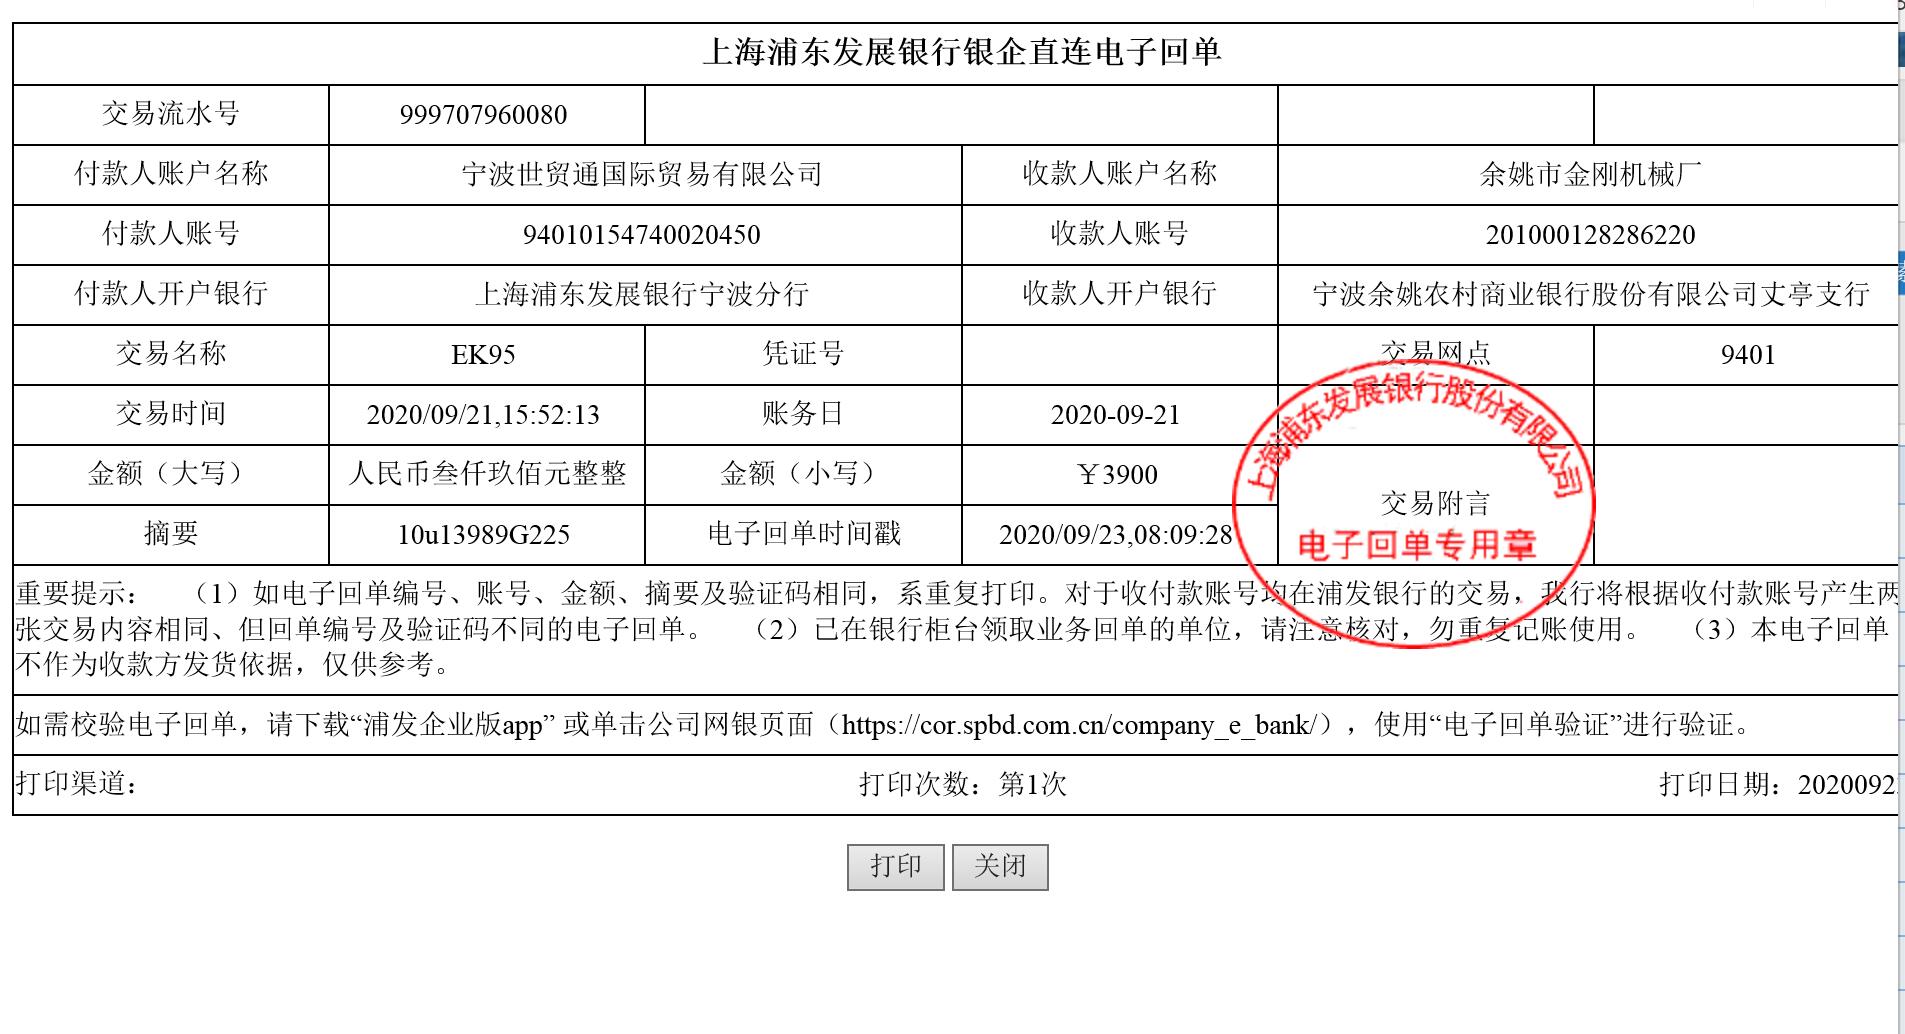 上海浦东发展银行银企直连电子回单
交易流水号 999707960080
付款人账户名称 宁波世贸通国际贸易有限公司 收款人账户名称 余姚市金刚机械厂
付款人账号 94010154740020450 收款人账号 201000128286220
付款人开户银行 上海浦东发展银行宁波分行 收款人开户银行 宁波余姚农村商业银行股份有限公司丈亭支行
交易名称 EK95 凭证号 交易网点 9401
交易时间 2020/09/21,15:52:13 账务日 2020-09-21
上海浦东发展银行股份有限公司
金额（大写） 人民币叁仟玖佰元整整 金额（小写） ￥3900
交易附言
摘要 10u13989G225 电子回单时间戳 2020/09/23,08:09:28
电子回单专用章
重要提示： （1）如电子回单编号、账号、金额、摘要及验证码相同，系重复打印。对于收付款账号均在浦发银行的交易，我行将根据收付款账号产生两
张交易内容相同、但回单编号及验证码不同的电子回单。 （2）已在银行柜台领取业务回单的单位，请注意核对，勿重复记账使用。 （3）本电子回单
不作为收款方发货依据，仅供参考。
如需校验电子回单，请下载“浦发企业版app” 或单击公司网银页面（https://cor.spbd.com.cn/company_e_bank/），使用“电子回单验证”进行验证。
打印渠道： 打印次数：第1次 打印日期：2020092
打印 关闭